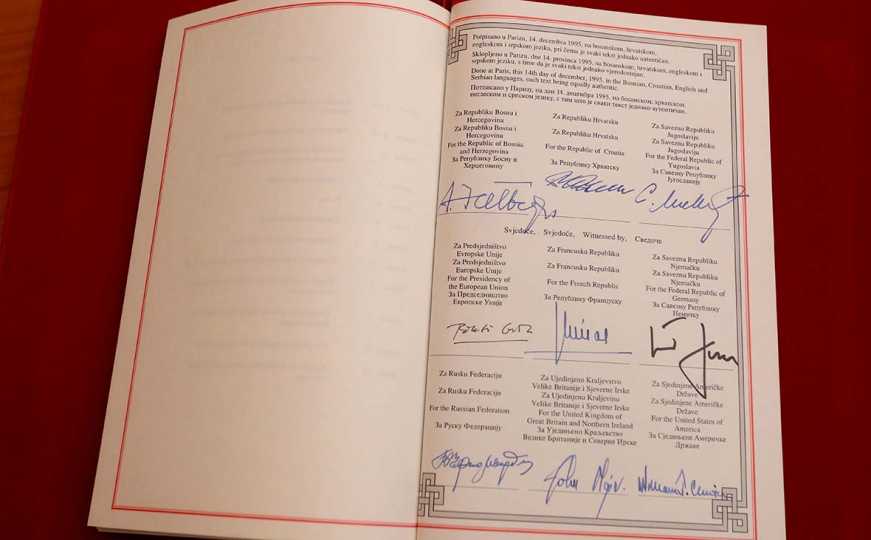 Potpisano u Parizu, 14. decembra 1995, na bosanskom, hrvatskom,
engleskom i srpskom jeziku, pri čemu je svaki tekst jednako autentičan.
Sklopljeno u Parizu, dne 14. prosinca 1995, na bosanskom, hrvatskom, engleskom i
srpskom jeziku, s time da je svaki tekst jednako vjerodostojan.
Done at Paris, this 14th day of december, 1995, in the Bosnian, Croatian, English and
Serbian languages, each text being equally authentic.
Потписано у Паризу, на дан 14. децембра 1995, на босанском, хрватском,
енглеском и српском језику, с тим што је сваки текст једнако аутентичан.
Za Republiku Bosnu i Hercegovinu
Za Republiku Bosnu i Hercegovinu
For the Republic of Bosnia and Herzegovina
За Републику Босну и Херцеговину
Za Republiku Hrvatsku
Za Republiku Hrvatsku
For the Republic of Croatia
За Републику Хрватску
Za Saveznu Republiku Jugoslaviju
Za Saveznu Republiku Jugoslaviju
For the Federal Republic of Yugoslavia
За Савезну Републику Југославију
Svjedoče, Svjedoče, Witnessed by, Сведочи
Za Predsjedništvo Evropske Unije
Za Predsjedništvo Europske Unije
For the Presidency of the European Union
За Председништво Европске Уније
Za Francusku Republiku
Za Francusku Republiku
For the French Republic
За Републику Француску
Za Saveznu Republiku Njemačku
Za Saveznu Republiku Njemačku
For the Federal Republic of Germany
За Савезну Републику Немачку
Za Rusku Federaciju
Za Rusku Federaciju
For the Russian Federation
За Руску Федерацију
Za Ujedinjeno Kraljevstvo
Velike Britanije i Sjeverne Irske
Za Ujedinjenu Kraljevinu
Velike Britanije i Sjeverne Irske
For the United Kingdom of
Great Britain and Northern Ireland
За Уједињено Краљевство
Велике Британије и Северне Ирске
Za Sjedinjene Američke Države
Za Sjedinjene Američke Države
For the United States of America
За Сједињене Америчке Државе
John